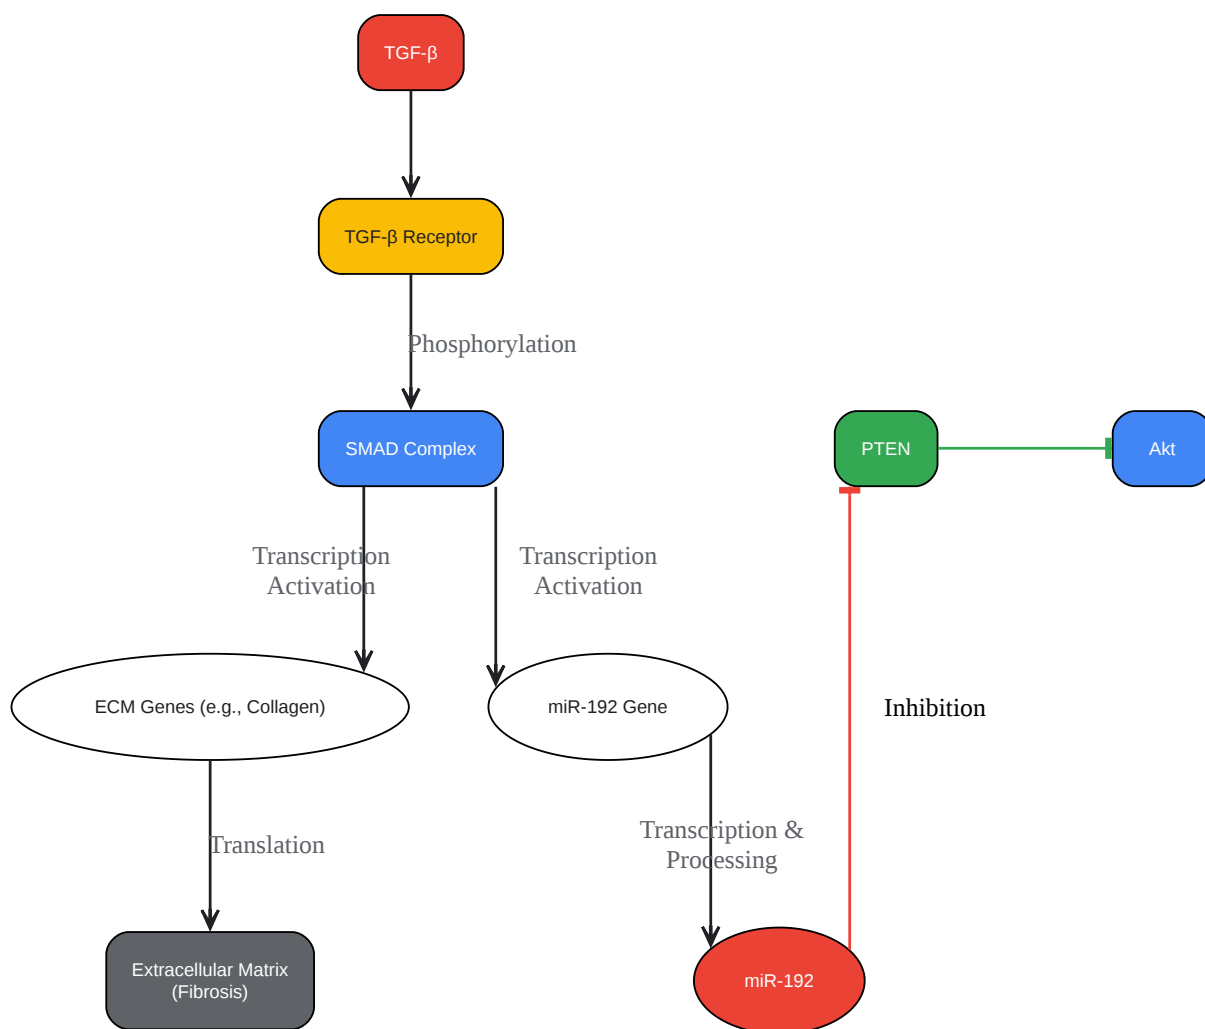 TGF-β
TGF-β Receptor
Phosphorylation
SMAD Complex
PTEN
Akt
Transcription
Activation
Transcription
Activation
ECM Genes (e.g., Collagen)
miR-192 Gene
Inhibition
Translation
Transcription &
Processing
Extracellular Matrix
(Fibrosis)
miR-192